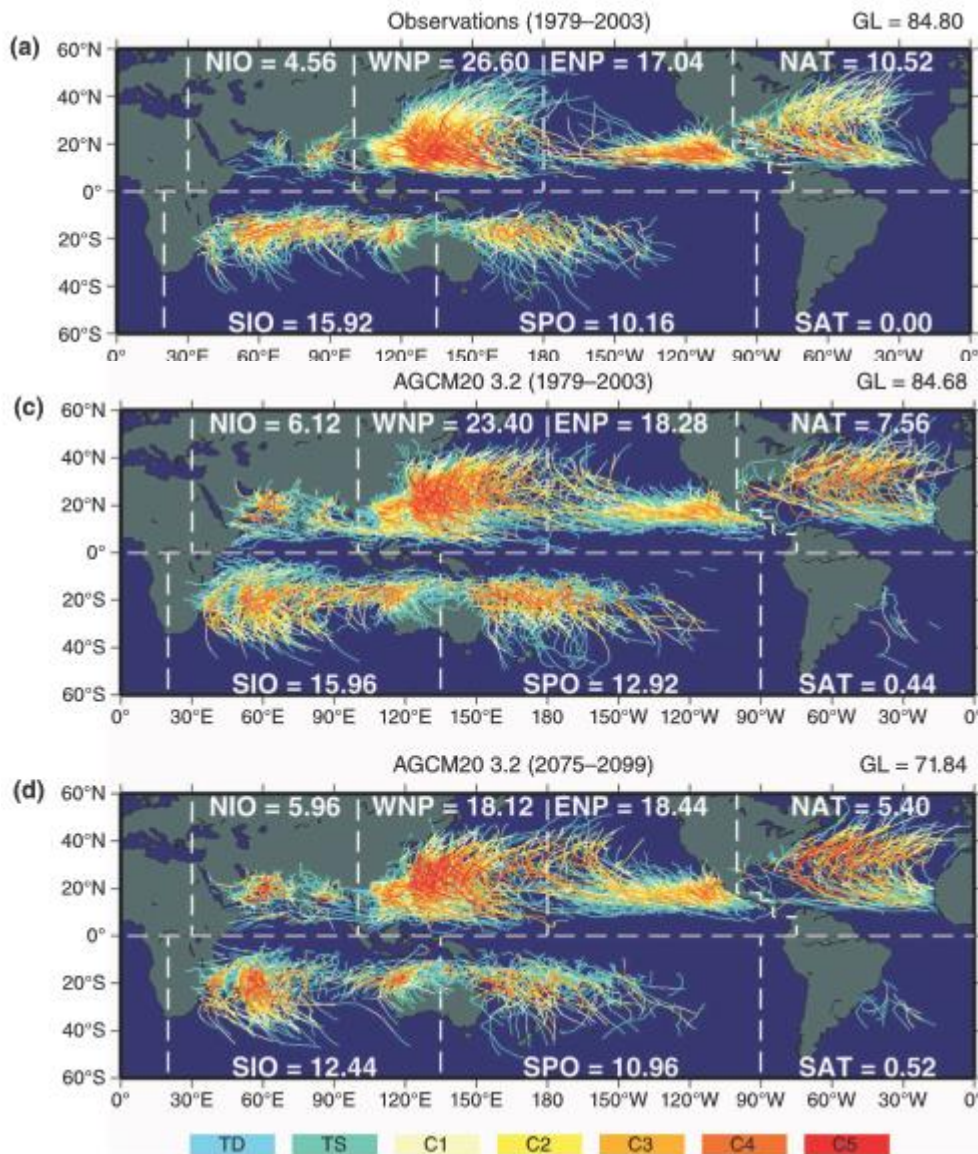 Observations (1979–2003) GL = 84.80
(a)
60°N NIO = 4.56 WNP = 26.60 ENP = 17.04 NAT = 10.52
40°N
20°N
0°
20°S
40°S
SIO = 15.92 SPO = 10.16 SAT = 0.00
60°S
0° 30°E 60°E 90°E 120°E 150°E 180 150°W 120°W 90°W 60°W 30°W 0°
AGCM20 3.2 (1979–2003) GL = 84.68
(c)
60°N NIO = 6.12 WNP = 23.40 ENP = 18.28 NAT = 7.56
40°N
20°N
0°
20°S
40°S
SIO = 15.96 SPO = 12.92 SAT = 0.44
60°S
0° 30°E 60°E 90°E 120°E 150°E 180 150°W 120°W 90°W 60°W 30°W 0°
AGCM20 3.2 (2075–2099) GL = 71.84
(d)
60°N NIO = 5.96 WNP = 18.12 ENP = 18.44 NAT = 5.40
40°N
20°N
0°
20°S
40°S
SIO = 12.44 SPO = 10.96 SAT = 0.52
60°S
0° 30°E 60°E 90°E 120°E 150°E 180 150°W 120°W 90°W 60°W 30°W 0°
TD TS C1 C2 C3 C4 C5